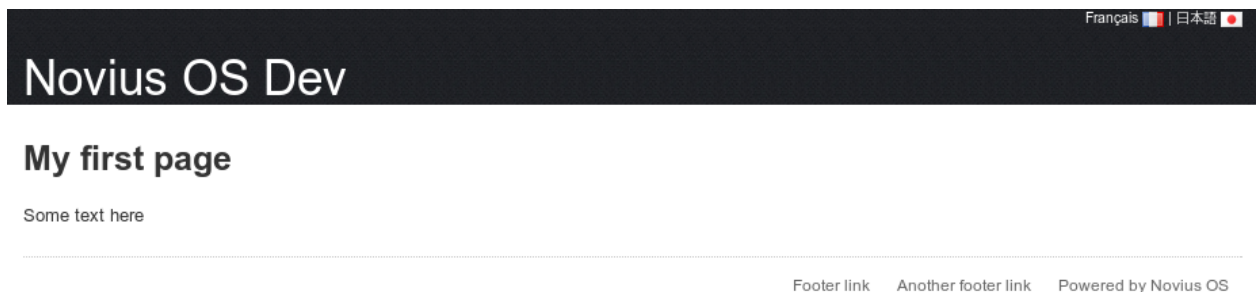 Français | 日本語
Novius OS Dev
My first page
Some text here
Footer link Another footer link Powered by Novius OS